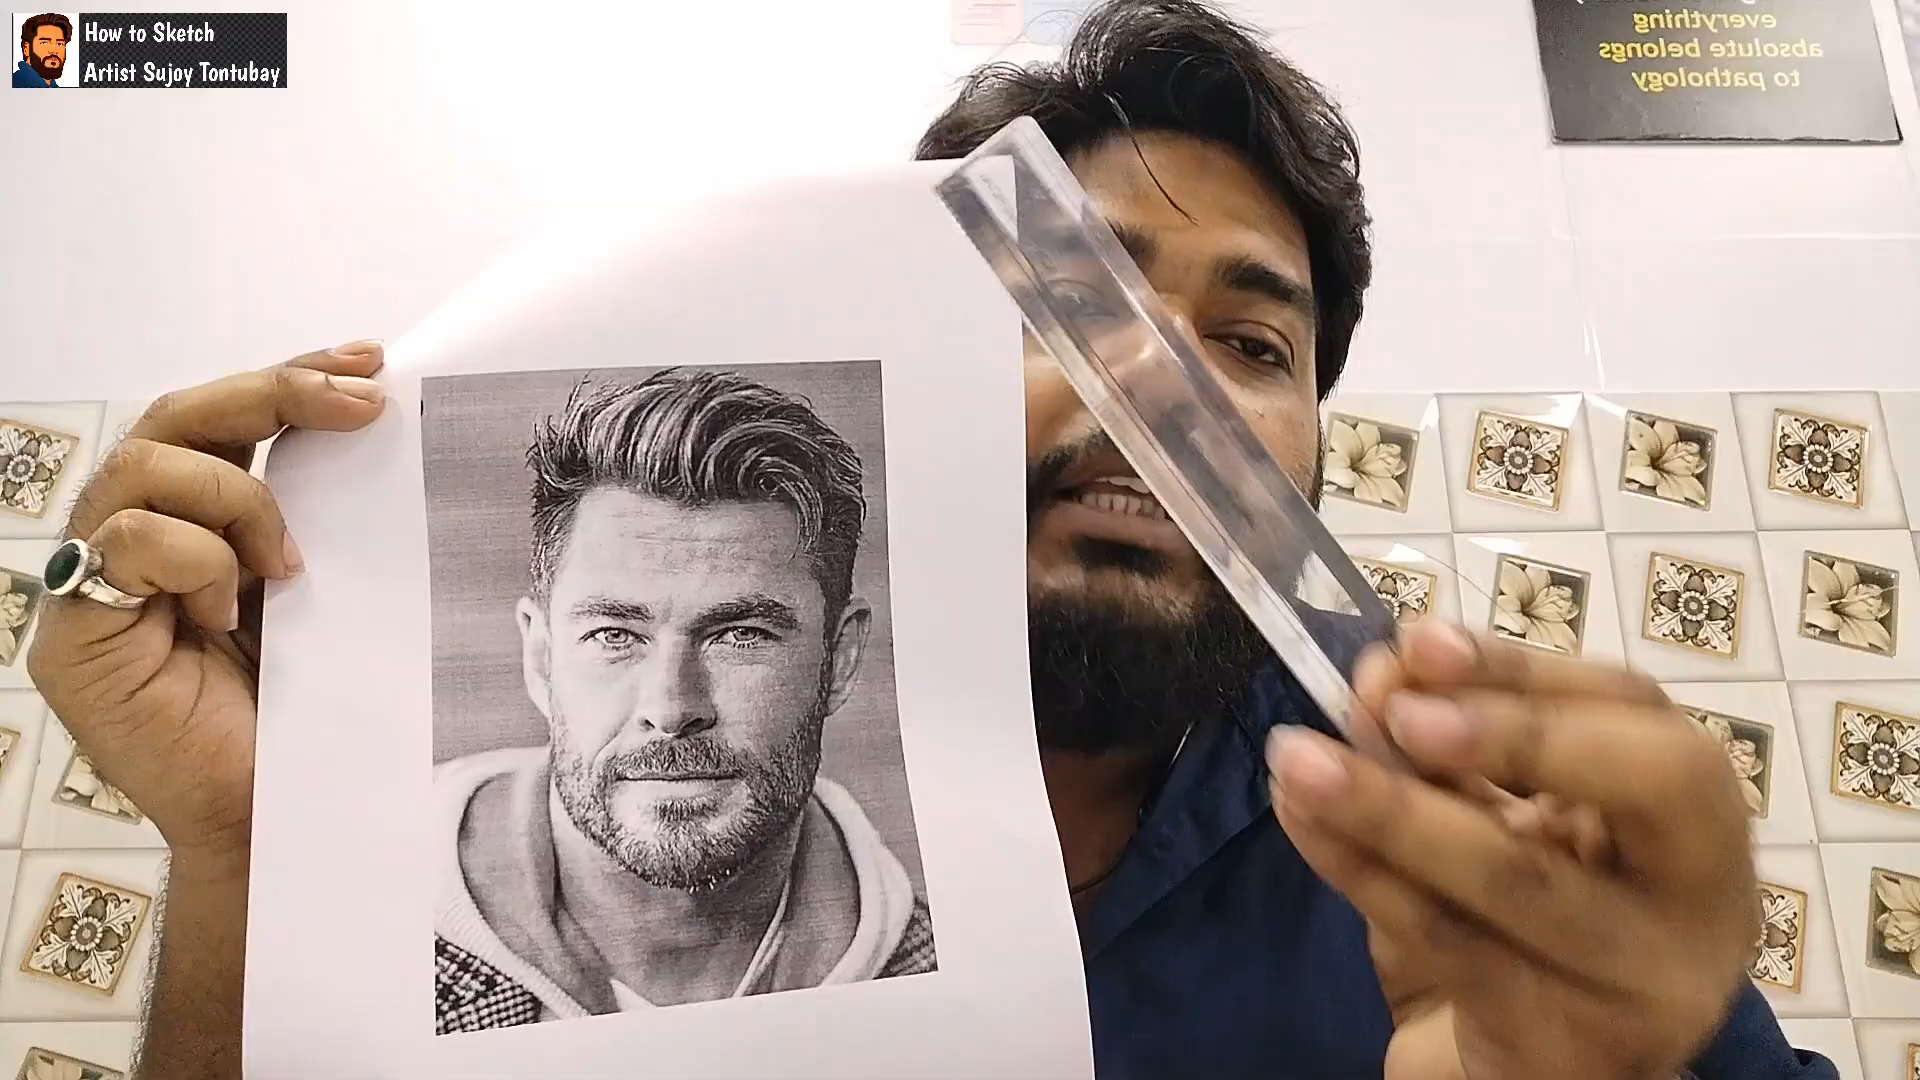 How to Sketch
Artist Sujoy Tontubay
everything
absolute belongs
to pathology